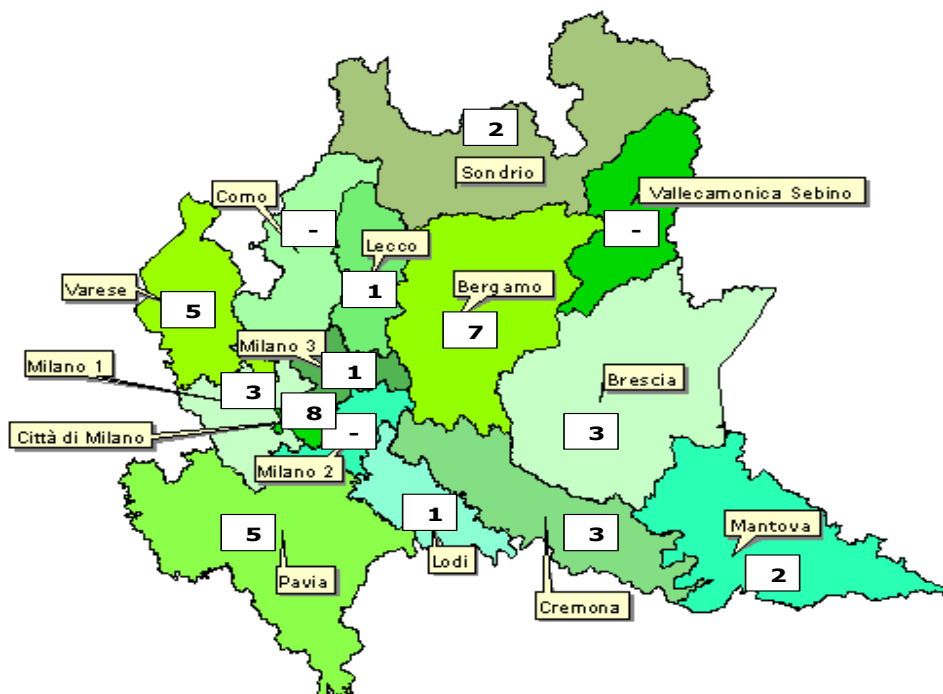 2
Sondrio
Vallecamonica Sebino
Como
-
-
Lecco
Varese
Bergamo
1
5
7
Milano 3
Milano 1
1
3
Brescia
8
Città di Milano
-
3
Milano 2
1
5
3
Mantova
Lodi
2
Pavia
Cremona